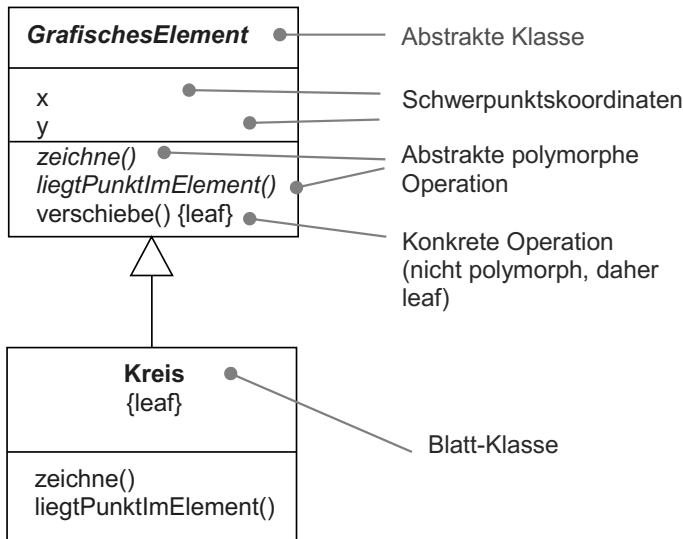 GrafischesElement
Abstrakte Klasse
x
y
Schwerpunktskoordinaten
zeichne()
liegtPunktImElement()
verschiebe() {leaf}
Abstrakte polymorphe
Operation
Konkrete Operation
(nicht polymorph, daher
leaf)
Kreis
{leaf}
Blatt-Klasse
zeichne()
liegtPunktImElement()